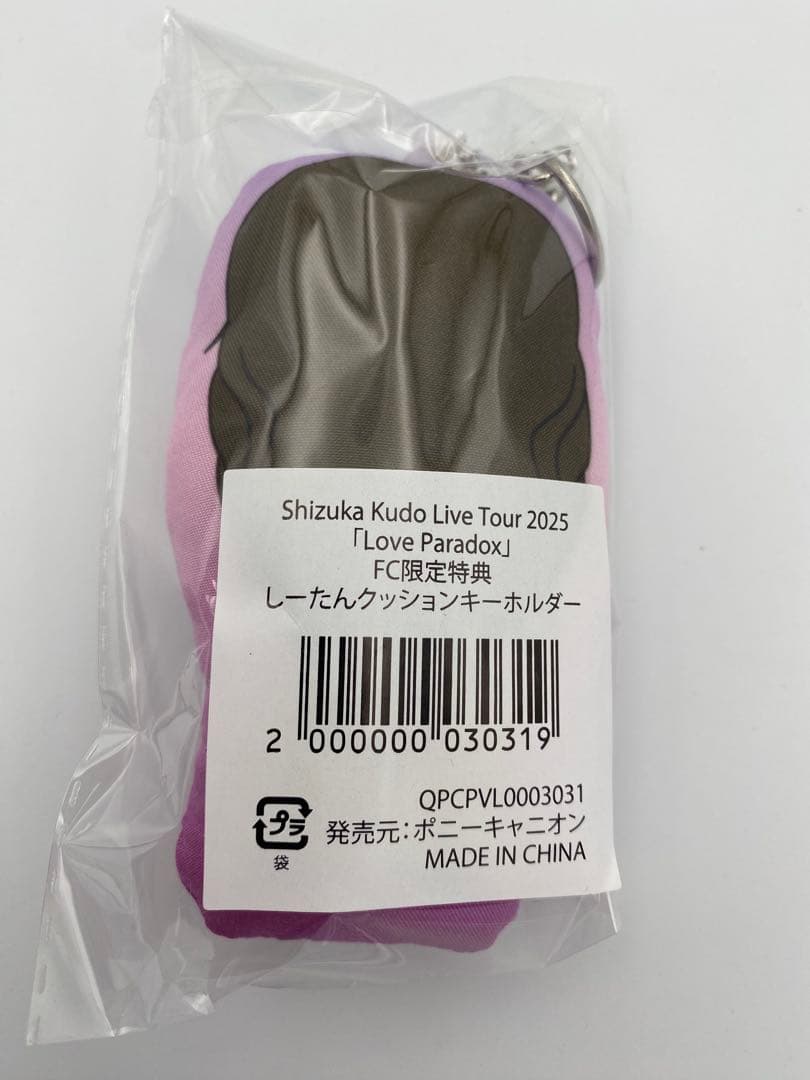 Shizuka Kudo Live Tour 2025
「Love Paradox」
FC限定特典
しーたんクッションキーホルダー
2 000000 030319
QPCPVL0003031
プラ
袋
発売元：ポニーキャニオン
MADE IN CHINA